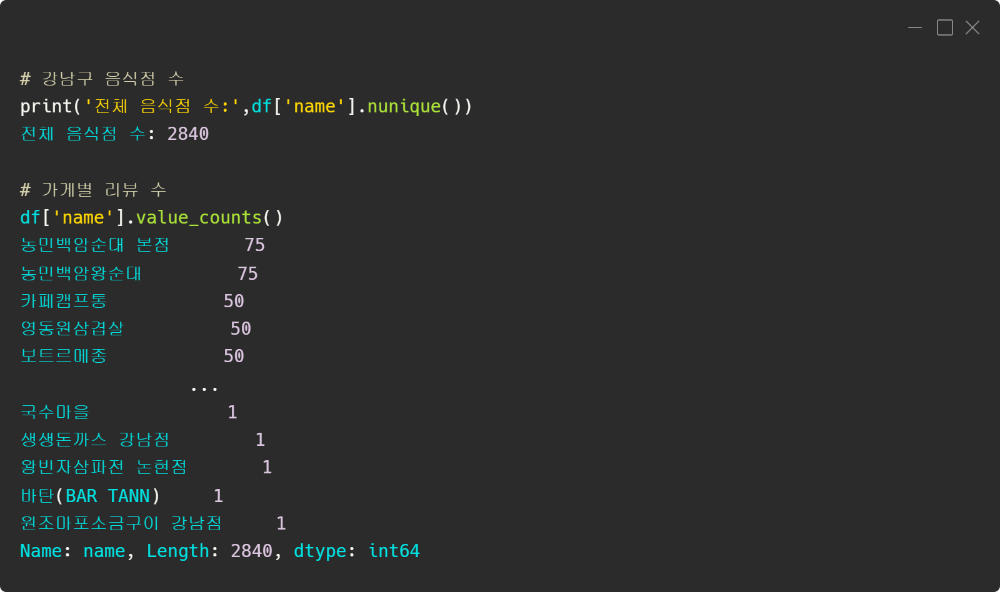 # 강남구 음식점 수
print('전체 음식점 수:',df['name'].nunique())
전체 음식점 수: 2840
# 가게별 리뷰 수
df['name'].value_counts()
농민백암순대 본점 75
농민백암왕순대 75
카페캠프통 50
영동원삼겹살 50
보트르메종 50
...
국수마을 1
생생돈까스 강남점 1
왕빈자삼파전 논현점 1
바탄(BAR TANN) 1
원조마포소금구이 강남점 1
Name: name, Length: 2840, dtype: int64